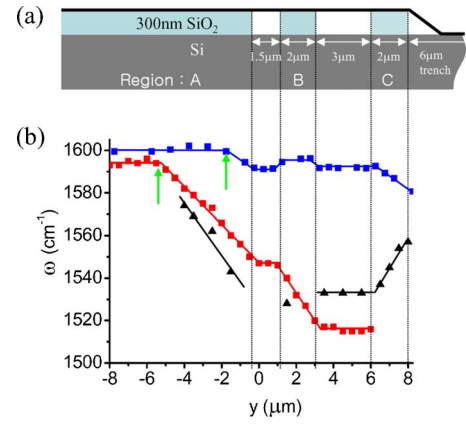 (a)
300nm SiO2
Si
1.5μm 2μm 3μm 2μm 6μm
trench
Region : A B C
(b)
1600
1580
1560
1540
1520
1500
ω (cm-1)
-8 -6 -4 -2 0 2 4 6 8
y (μm)